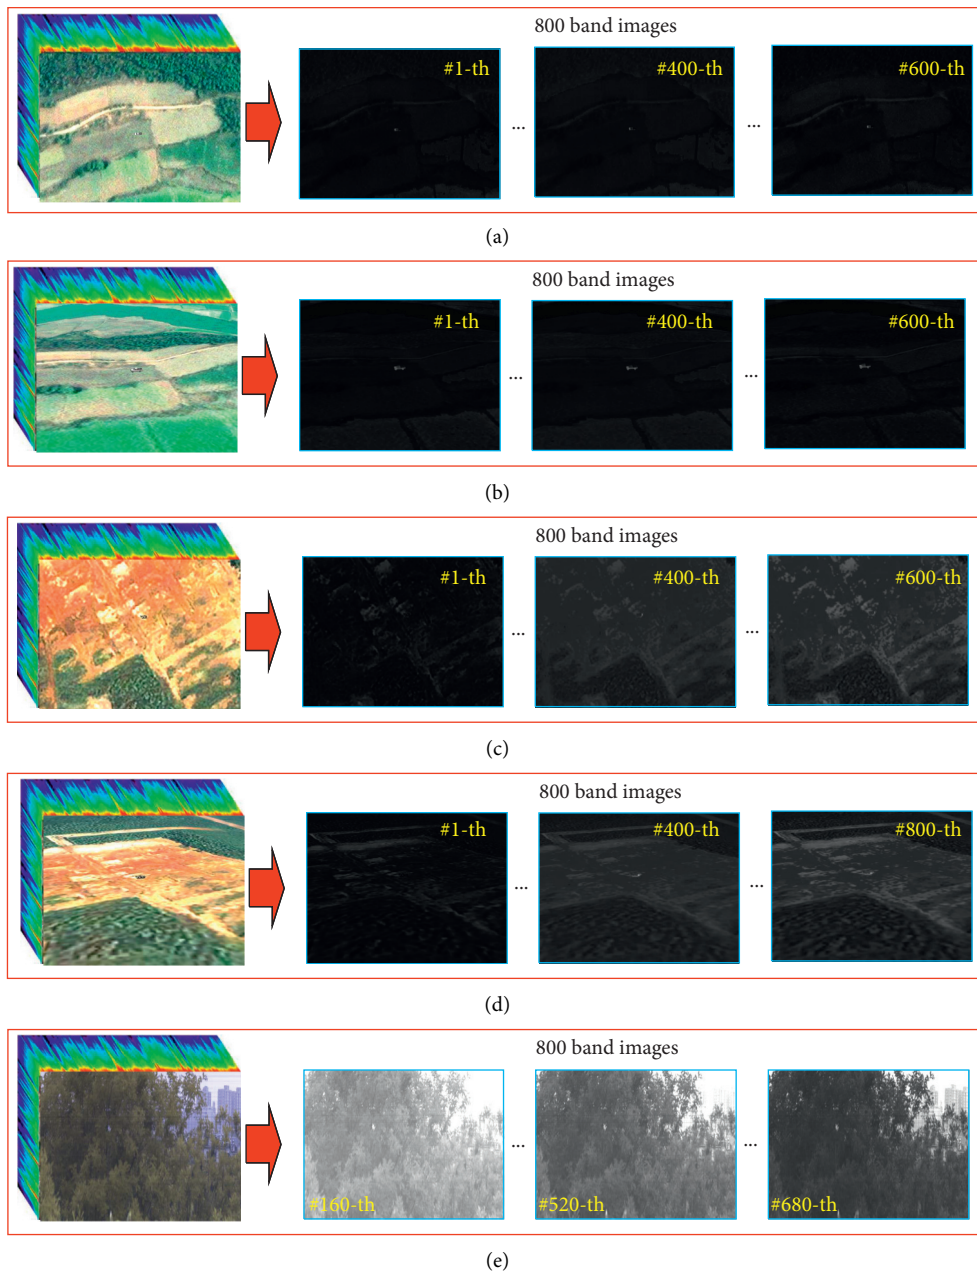 800 band images
#1-th
#400-th
#600-th
...
...
(a)
800 band images
#1-th
#400-th
#600-th
...
...
(b)
800 band images
#1-th
#400-th
#600-th
...
...
(c)
800 band images
#1-th
#400-th
#800-th
...
...
(d)
800 band images
...
...
#160-th
#520-th
#680-th
(e)